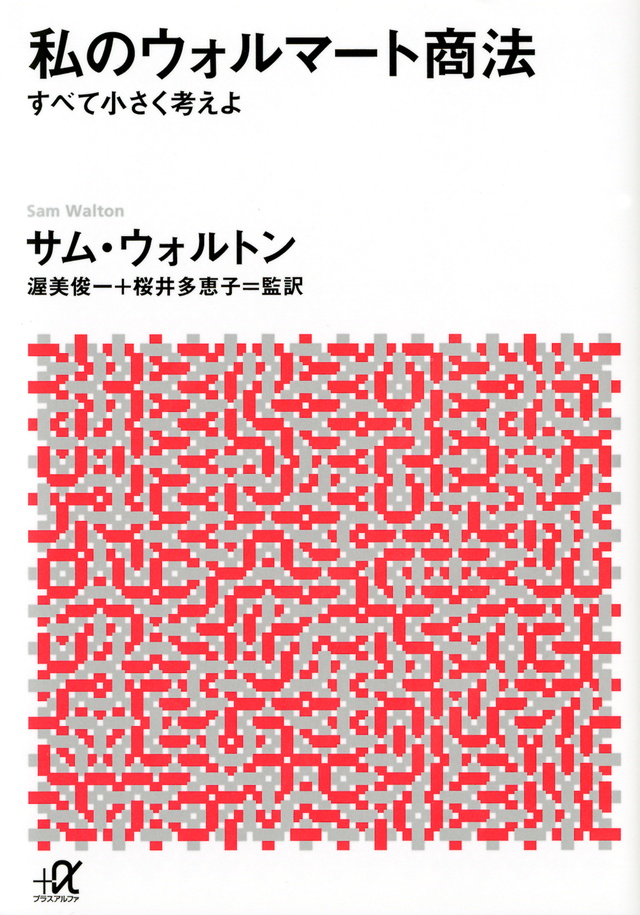 私のウォルマート商法
すべて小さく考えよ
Sam Walton
サム・ウォルトン
渥美俊一+桜井多恵子=監訳
+α
プラスアルファ